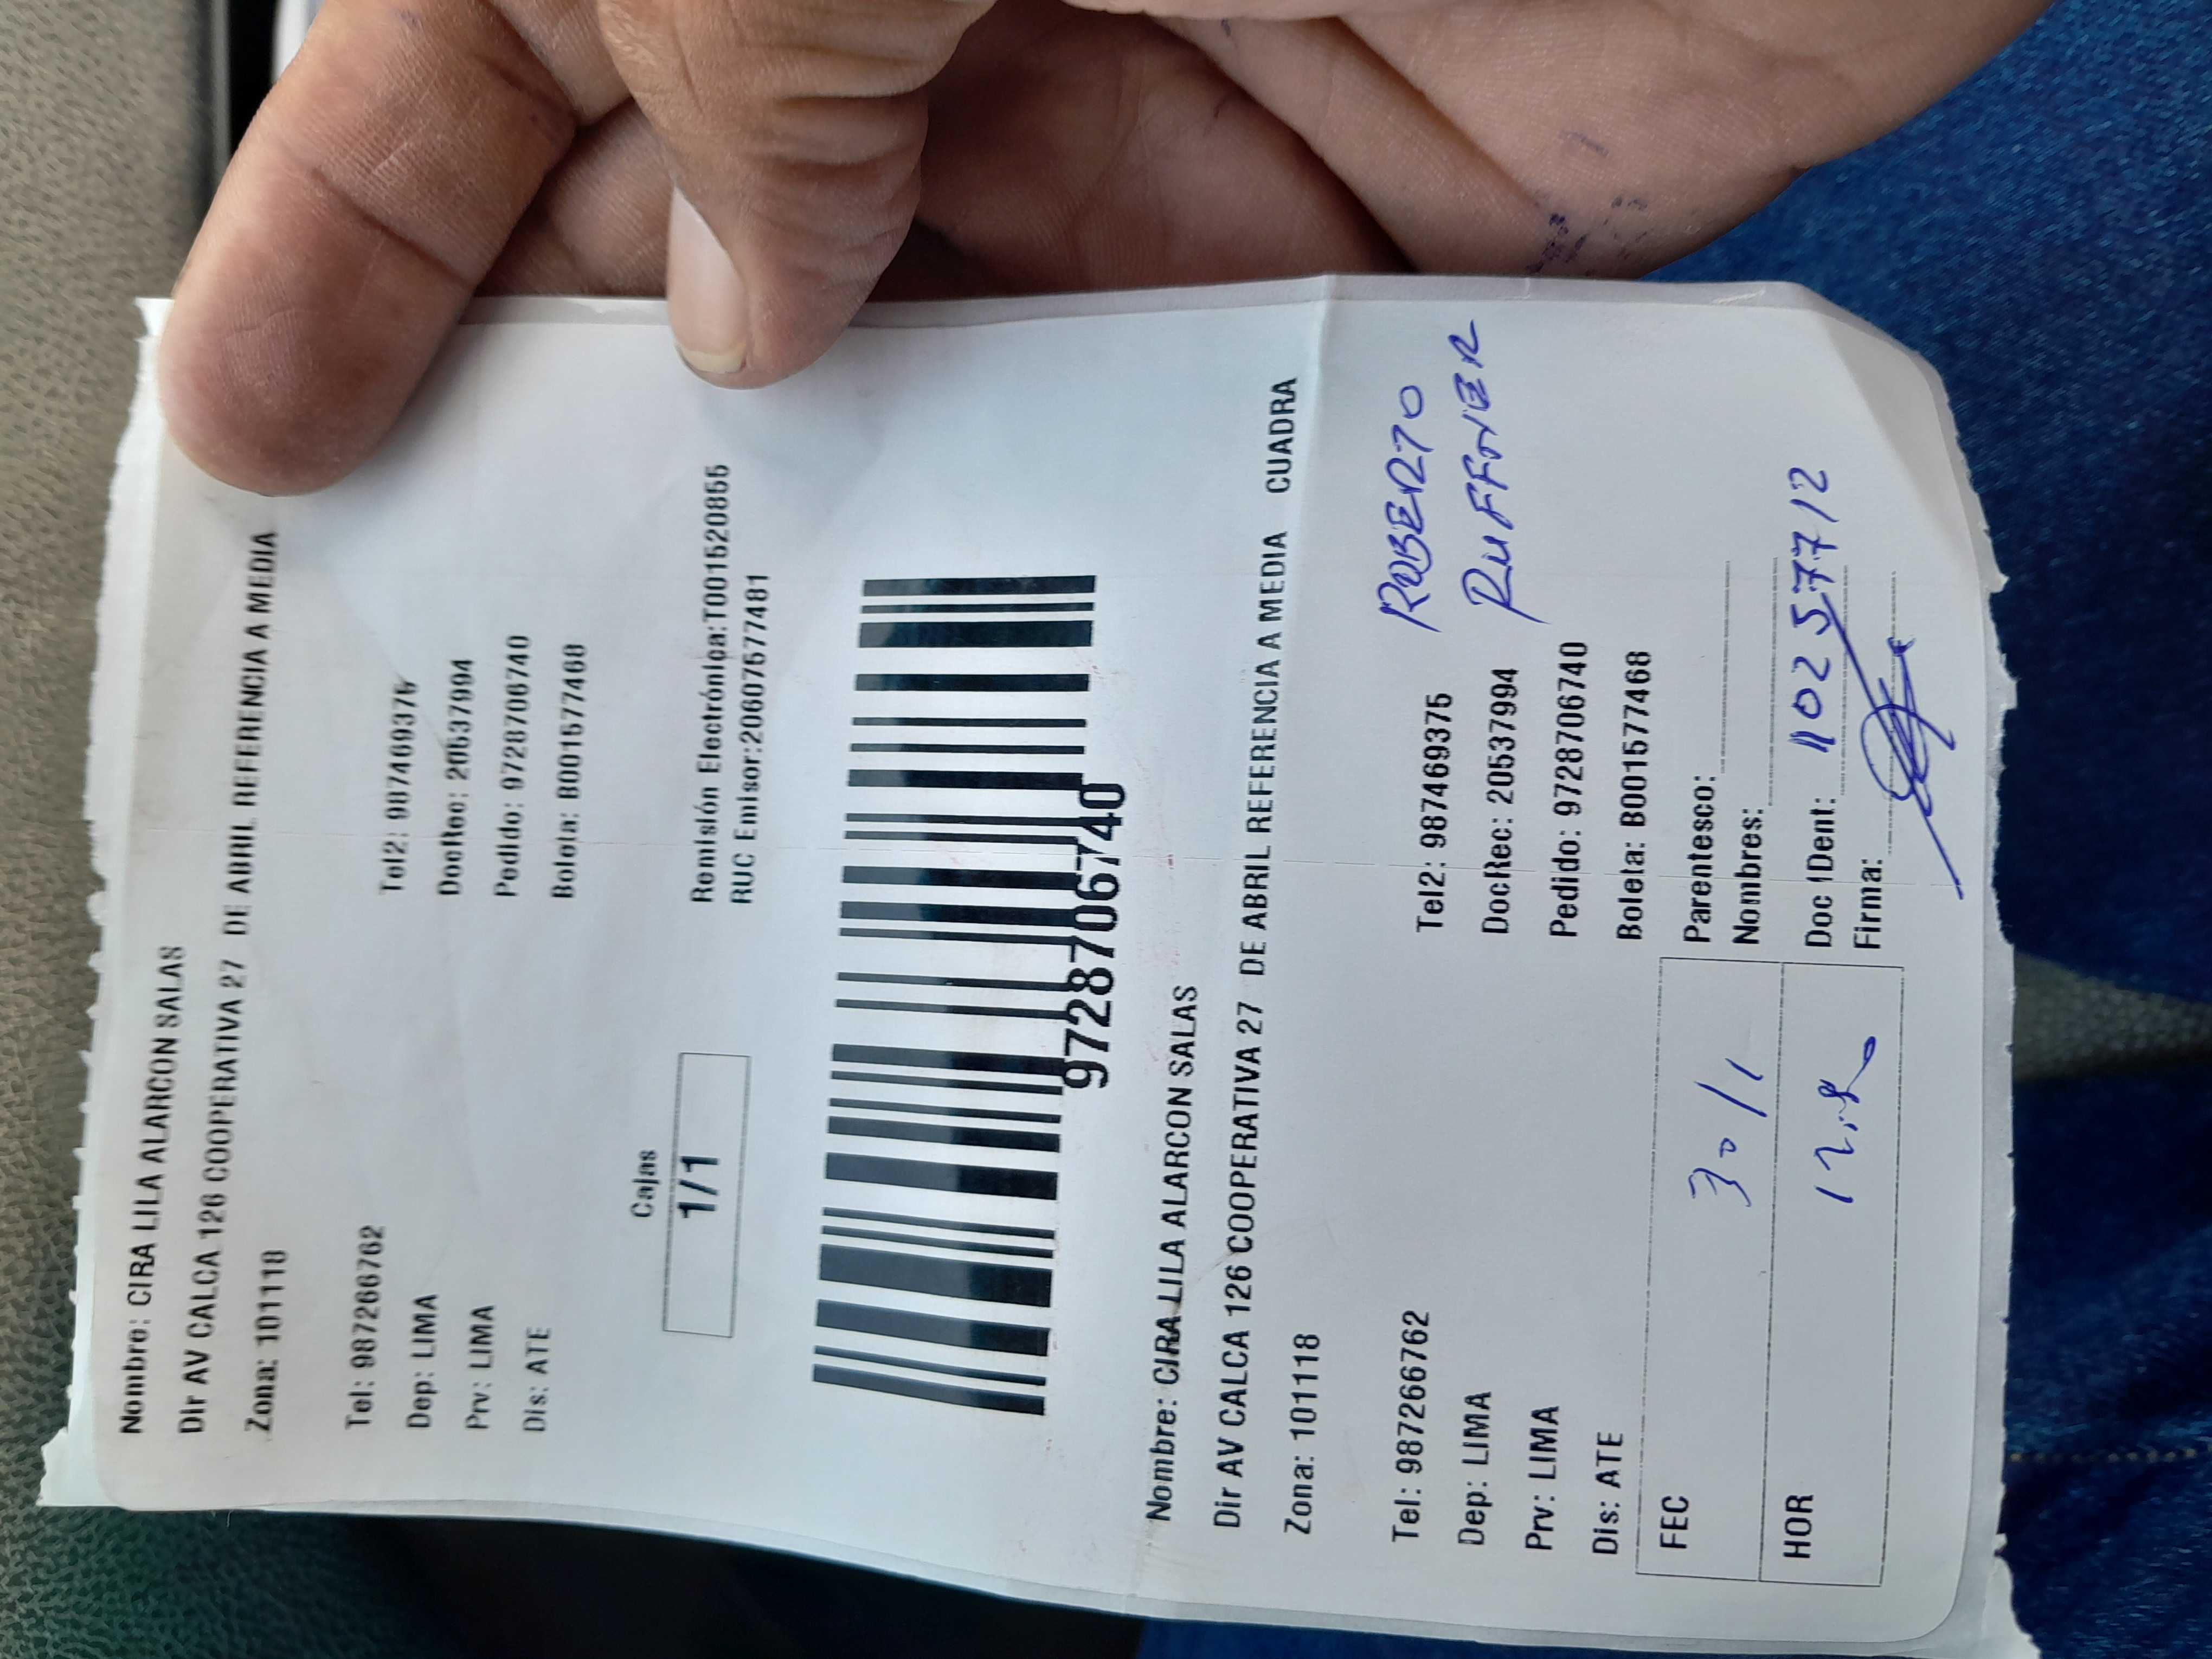 Nombre: CIRA LILA ALARCON SALAS
Dir AV CALCA 126 COOPERATIVA 27 DE ABRIL REFERENCIA A MEDIA
Zona: 101118
Tel: 987266762 Tel2: 987469375
Dep: LIMA DocRec: 20537994
Prv: LIMA Pedido: 9728706740
Dis: ATE Boleta: B001577468
Cajas
1/1
Remisión Electrónica:T001520855
RUC Emisor:20607577481
9728706740
Nombre: CIRA LILA ALARCON SALAS
Dir AV CALCA 126 COOPERATIVA 27 DE ABRIL REFERENCIA A MEDIA CUADRA
Zona: 101118
Tel: 987266762 Tel2: 987469375 ROBERTO
Dep: LIMA DocRec: 20537994 RUFFNER
Prv: LIMA Pedido: 9728706740
Dis: ATE Boleta: B001577468
FEC 30/1 Parentesco:
Nombres:
HOR Doc IDent:
Firma: